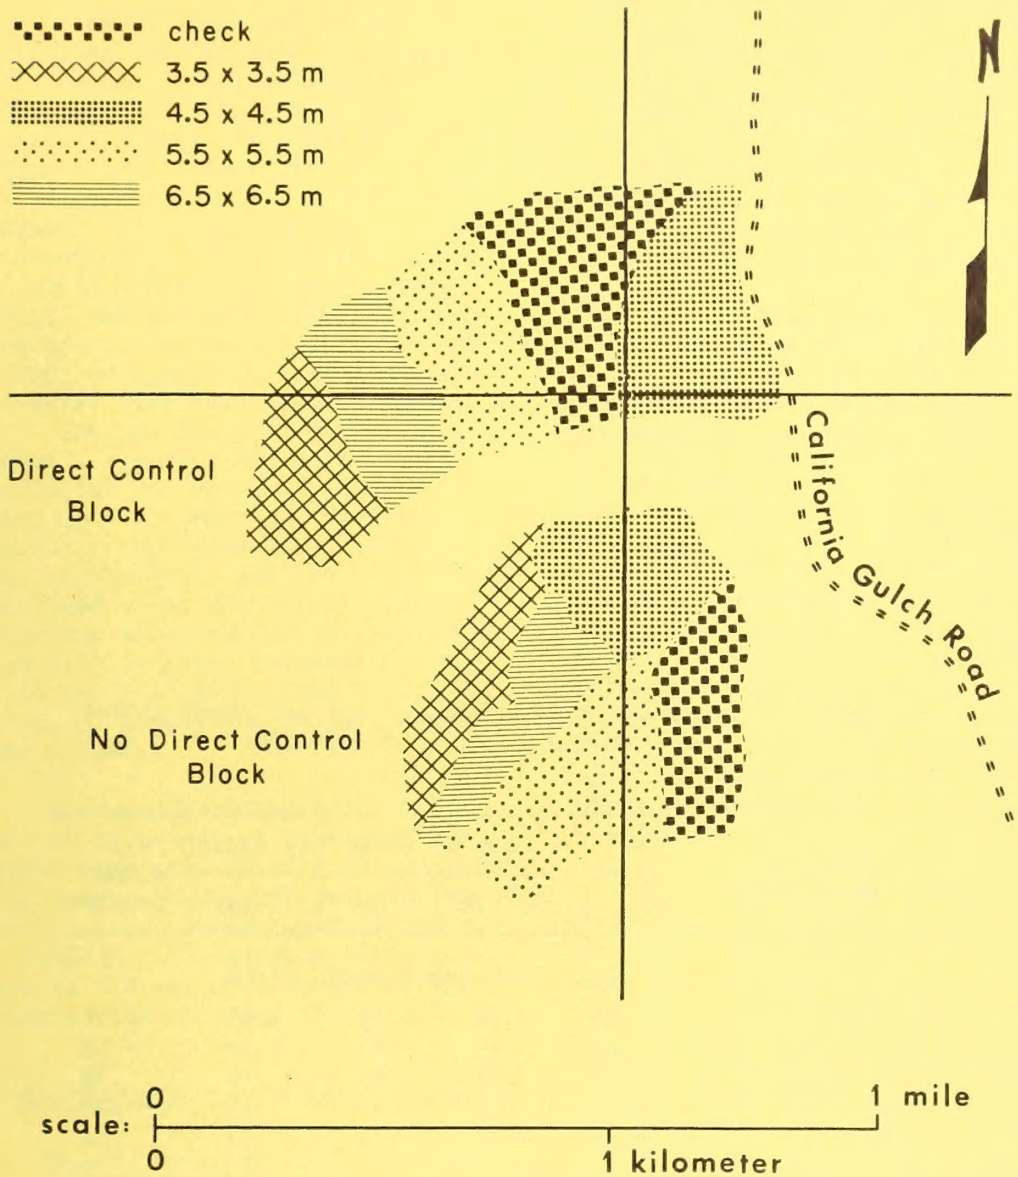 check
3.5 x 3.5 m
4.5 x 4.5 m
5.5 x 5.5 m
6.5 x 6.5 m
N
Direct Control
Block
California Gulch Road
No Direct Control
Block
0 1 mile
scale:
0 1 kilometer